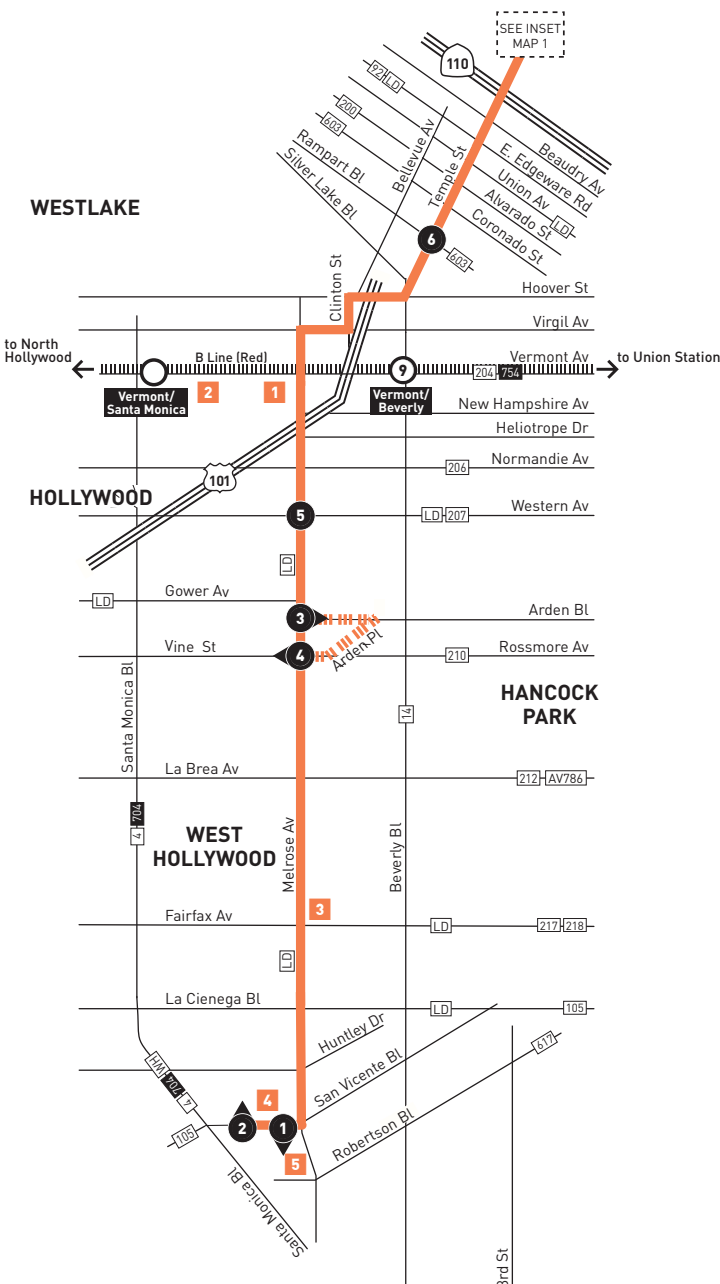 SEE INSET
MAP 1
110
92
LD
200
603
Bellevue Av
Temple St
Beaudry Av
E. Edgeware Rd
Union Av
LD
Alvarado St
Coronado St
Rampart Bl
Silver Lake Bl
WESTLAKE
6
603
Clinton St
Hoover St
Virgil Av
to North
Hollywood
B Line (Red)
Vermont Av
to Union Station
9
204
754
Vermont/
Santa Monica
2
1
Vermont/
Beverly
New Hampshire Av
Heliotrope Dr
Normandie Av
206
101
HOLLYWOOD
5
LD
207
Western Av
LD
Gower Av
LD
3
Arden Bl
Arden Pl
Vine St
4
210
Rossmore Av
Santa Monica Bl
HANCOCK
PARK
14
La Brea Av
212
AV786
704
4
WEST
HOLLYWOOD
Melrose Av
Beverly Bl
3
Fairfax Av
LD
217
218
LD
La Cienega Bl
LD
105
Huntley Dr
San Vicente Bl
617
WH
704
4
4
105
2
1
Robertson Bl
5
Santa Monica Bl
3rd St